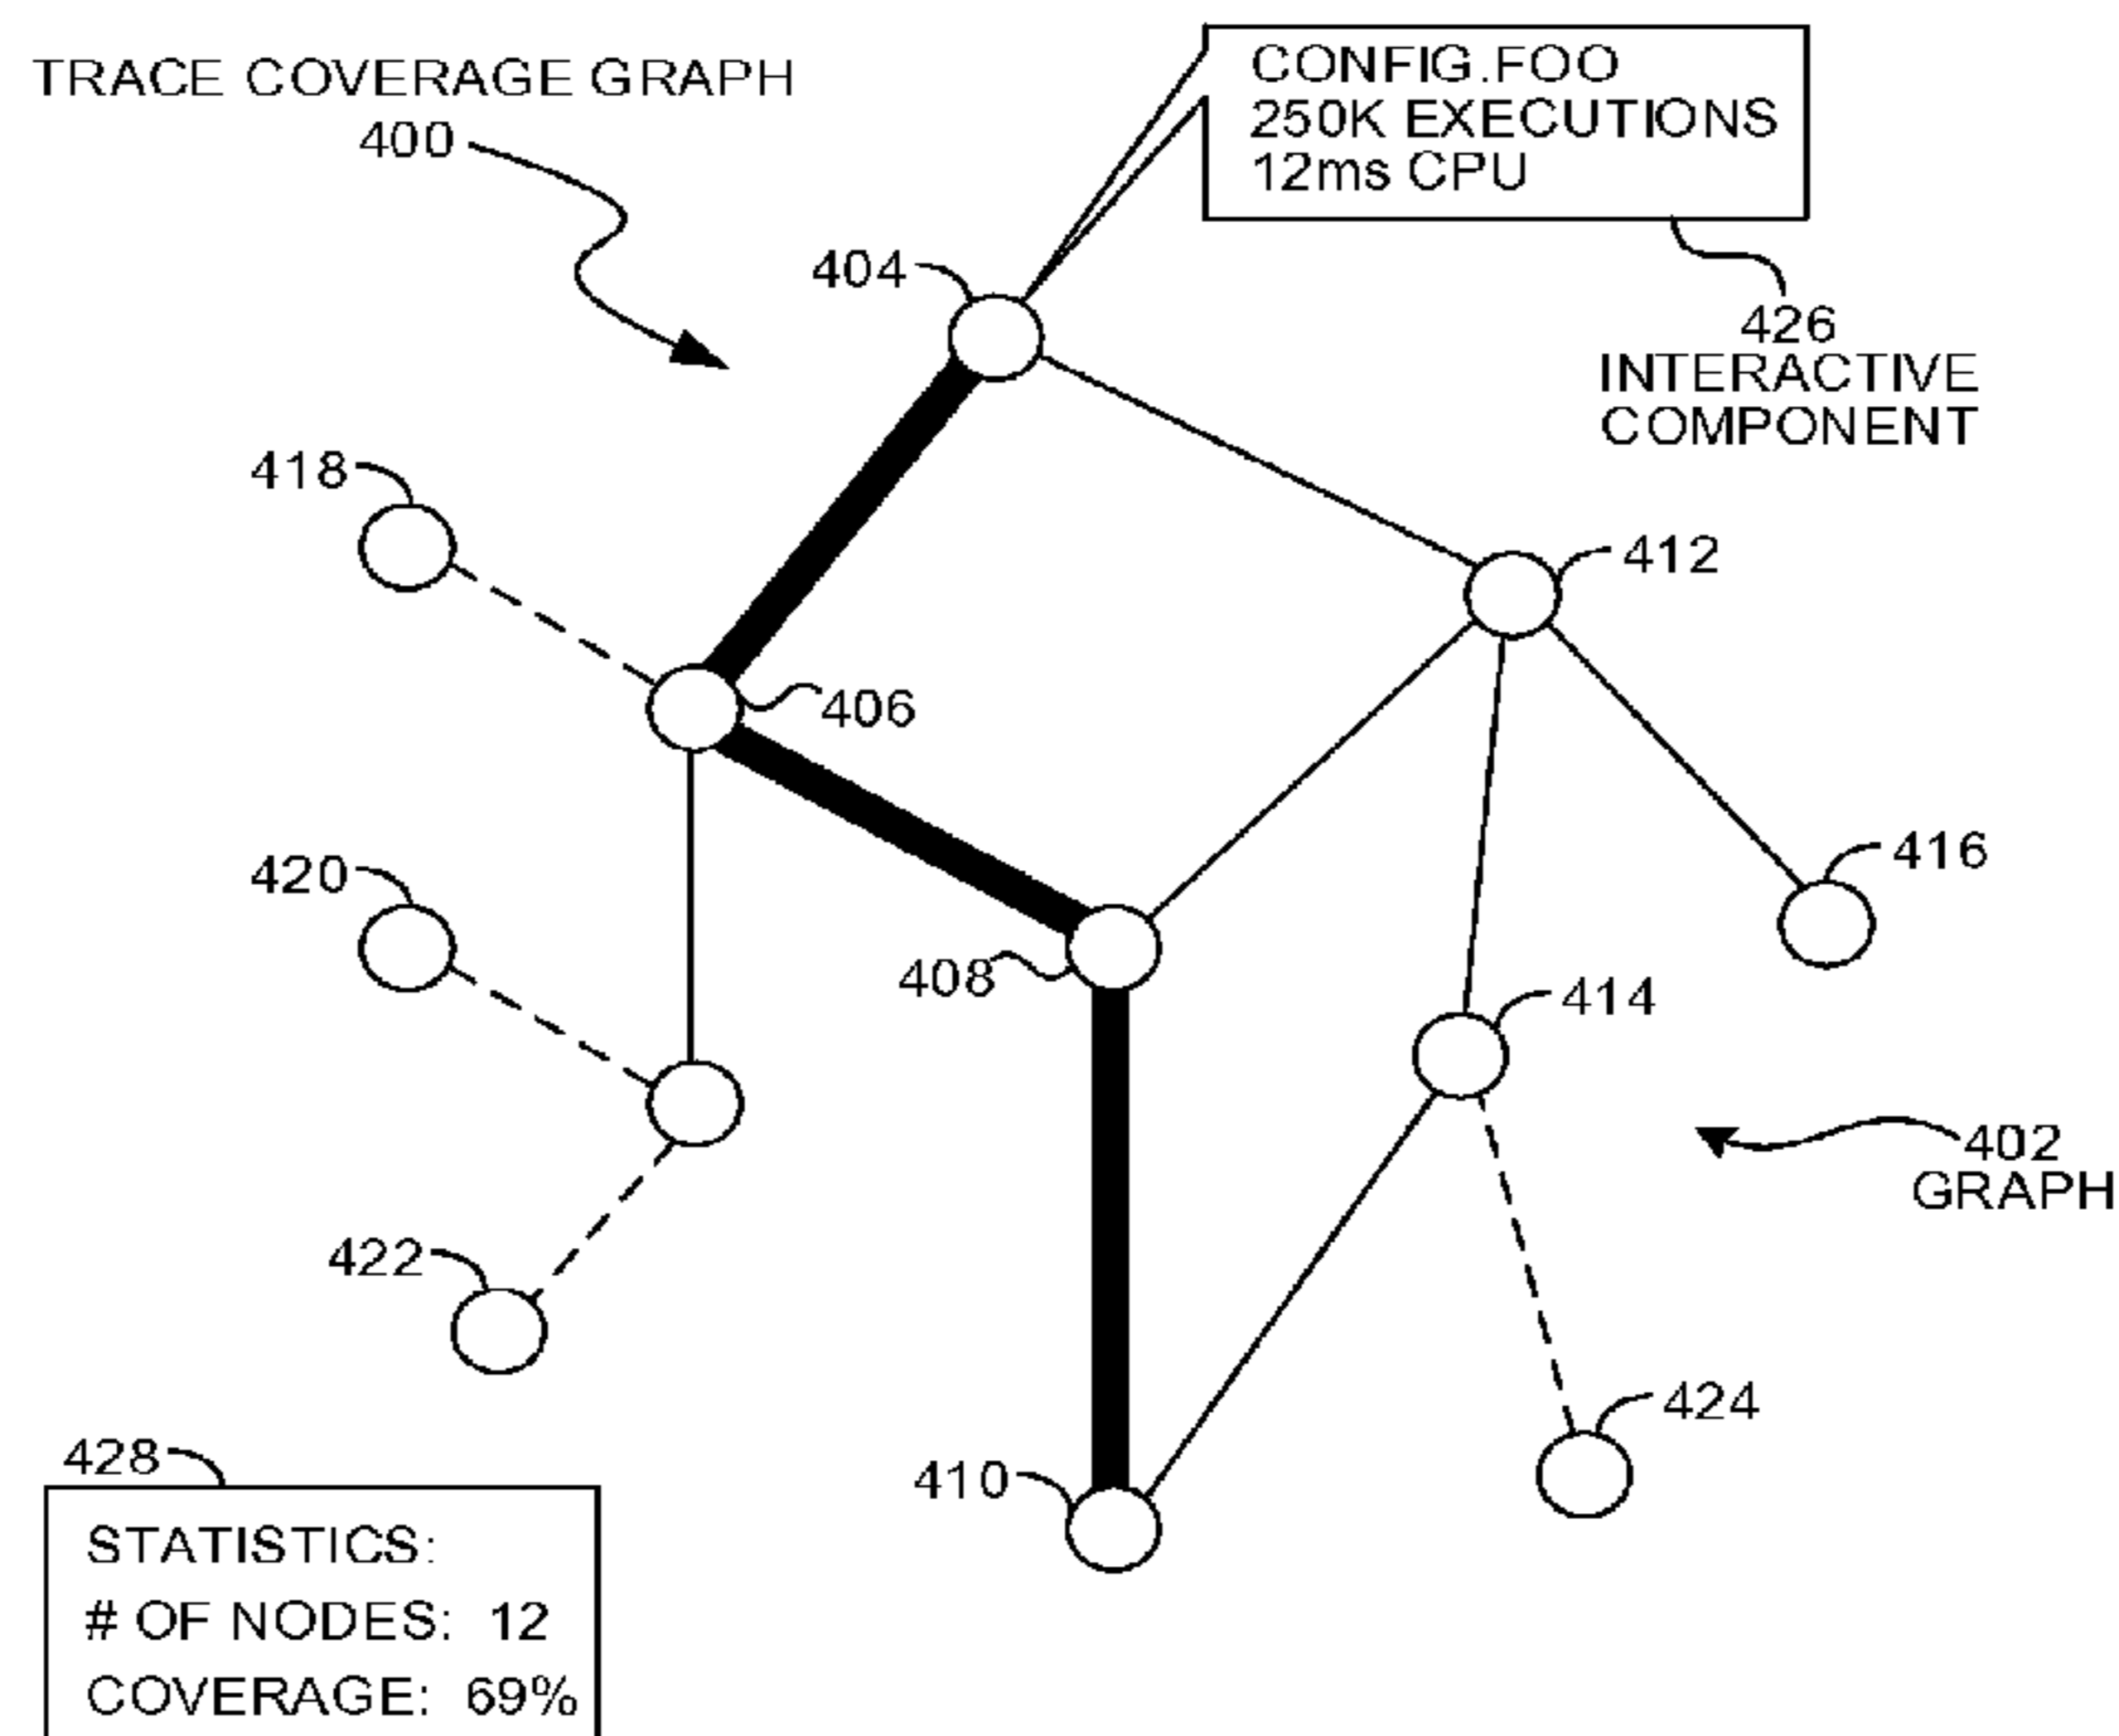 TRACE COVERAGE GRAPH
400
CONFIG.FOO
250K EXECUTIONS
12ms CPU
404
426
INTERACTIVE
COMPONENT
418
412
406
420
416
408
414
402
GRAPH
422
424
410
428
STATISTICS:
# OF NODES: 12
COVERAGE: 69%